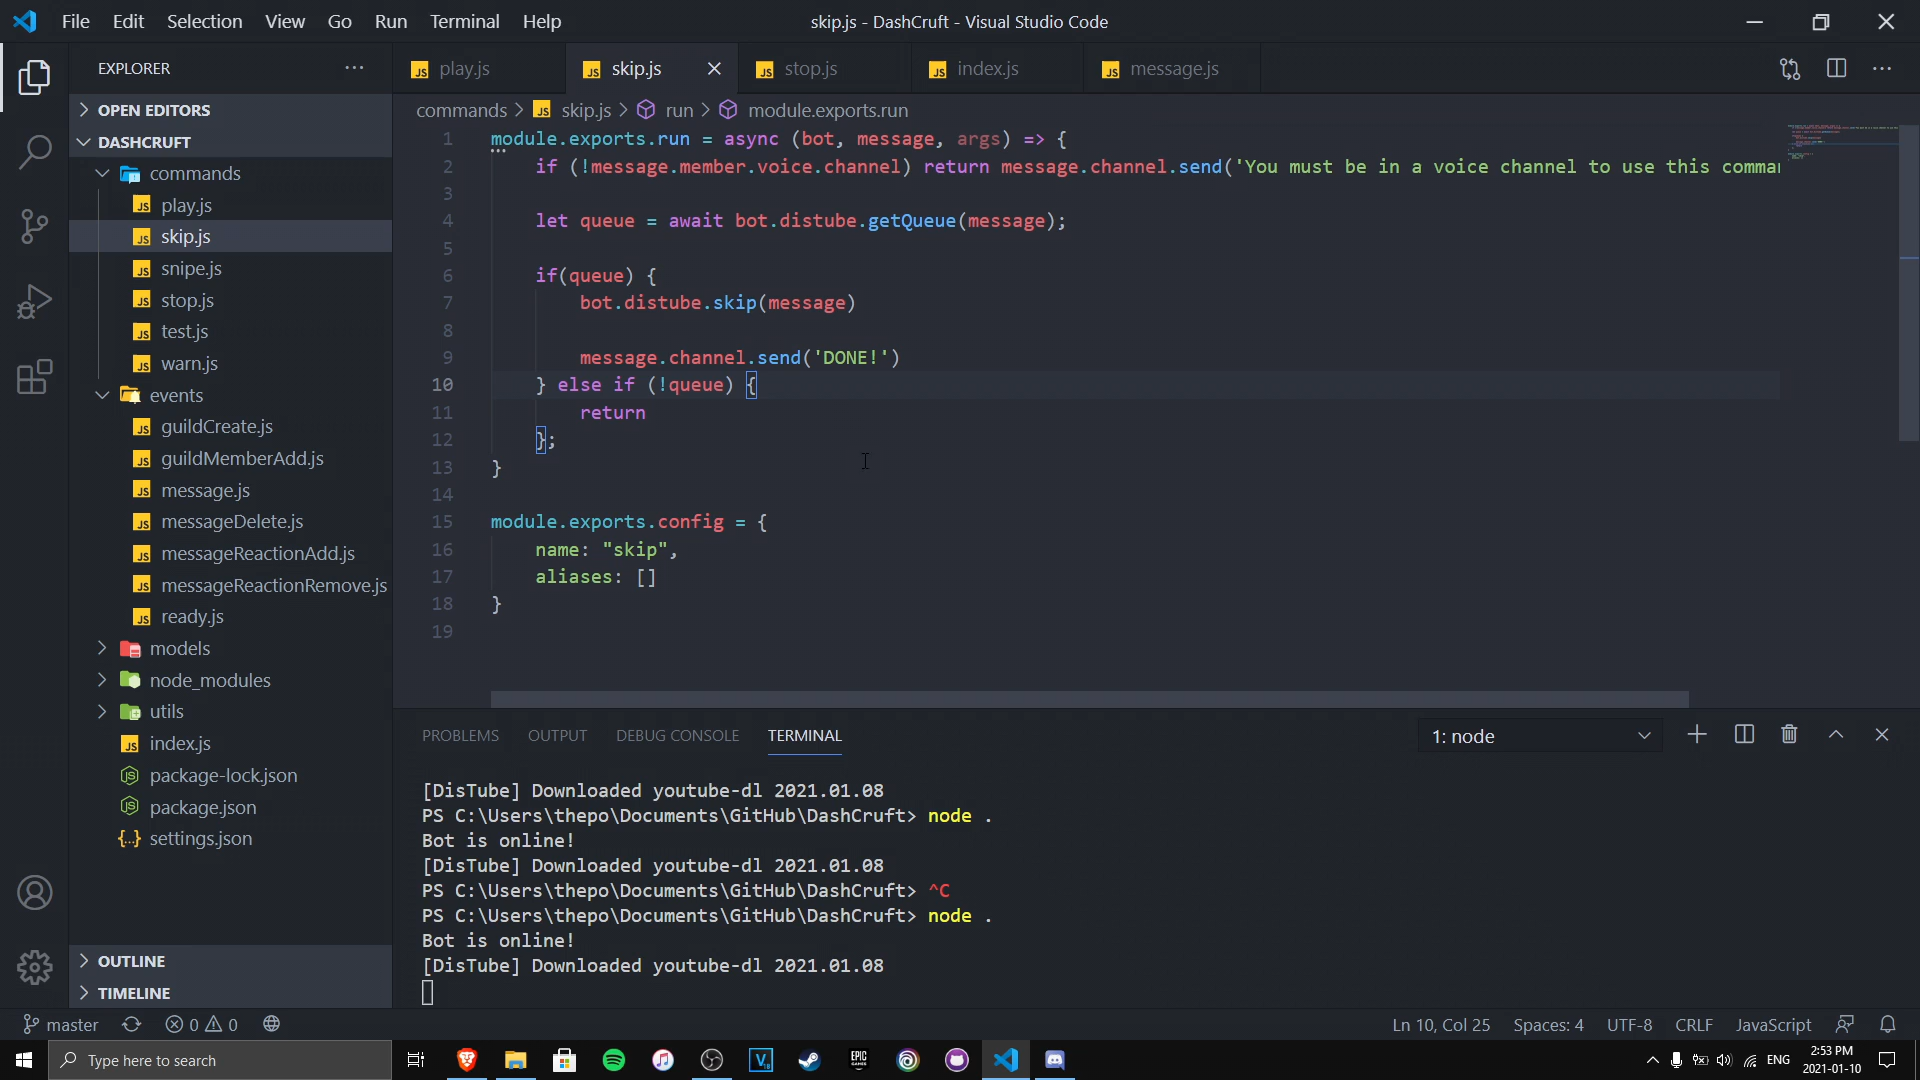 File Edit Selection View Go Run Terminal Help
skip.js - DashCruft - Visual Studio Code
EXPLORER
OPEN EDITORS
DASHCRUFT
commands
play.js
skip.js
snipe.js
stop.js
test.js
warn.js
events
guildCreate.js
guildMemberAdd.js
message.js
messageDelete.js
messageReactionAdd.js
messageReactionRemove.js
ready.js
models
node_modules
utils
index.js
package-lock.json
package.json
settings.json
OUTLINE
TIMELINE
play.js skip.js stop.js index.js message.js
commands > skip.js > run > module.exports.run
1 module.exports.run = async (bot, message, args) => {
2 if (!message.member.voice.channel) return message.channel.send('You must be in a voice channel to use this comma
3
4 let queue = await bot.distube.getQueue(message);
5
6 if(queue) {
7 bot.distube.skip(message)
8
9 message.channel.send('DONE!')
10 } else if (!queue) {
11 return
12 };
13 }
14
15 module.exports.config = {
16 name: "skip",
17 aliases: []
18 }
19
PROBLEMS OUTPUT DEBUG CONSOLE TERMINAL
1: node
[DisTube] Downloaded youtube-dl 2021.01.08
PS C:\Users\thepo\Documents\GitHub\DashCruft> node .
Bot is online!
[DisTube] Downloaded youtube-dl 2021.01.08
PS C:\Users\thepo\Documents\GitHub\DashCruft> ^C
PS C:\Users\thepo\Documents\GitHub\DashCruft> node .
Bot is online!
[DisTube] Downloaded youtube-dl 2021.01.08
master 0 0
Ln 10, Col 25 Spaces: 4 UTF-8 CRLF JavaScript
Type here to search
ENG
2:53 PM
2021-01-10